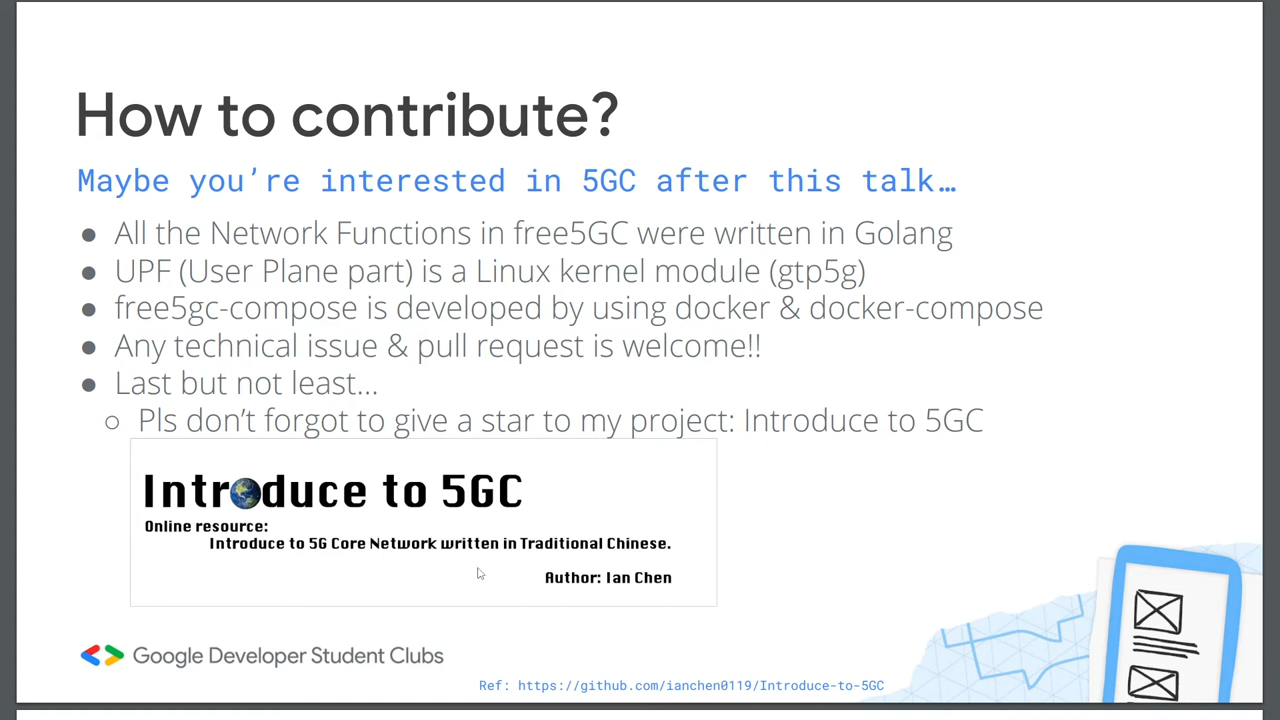 How to contribute?
Maybe you’re interested in 5GC after this talk…
● All the Network Functions in free5GC were written in Golang
● UPF (User Plane part) is a Linux kernel module (gtp5g)
● free5gc-compose is developed by using docker & docker-compose
● Any technical issue & pull request is welcome!!
● Last but not least...
○ Pls don’t forgot to give a star to my project: Introduce to 5GC
Introduce to 5GC
Online resource:
Introduce to 5G Core Network written in Traditional Chinese.
Author: Ian Chen
Google Developer Student Clubs
Ref: https://github.com/ianchen0119/Introduce-to-5GC